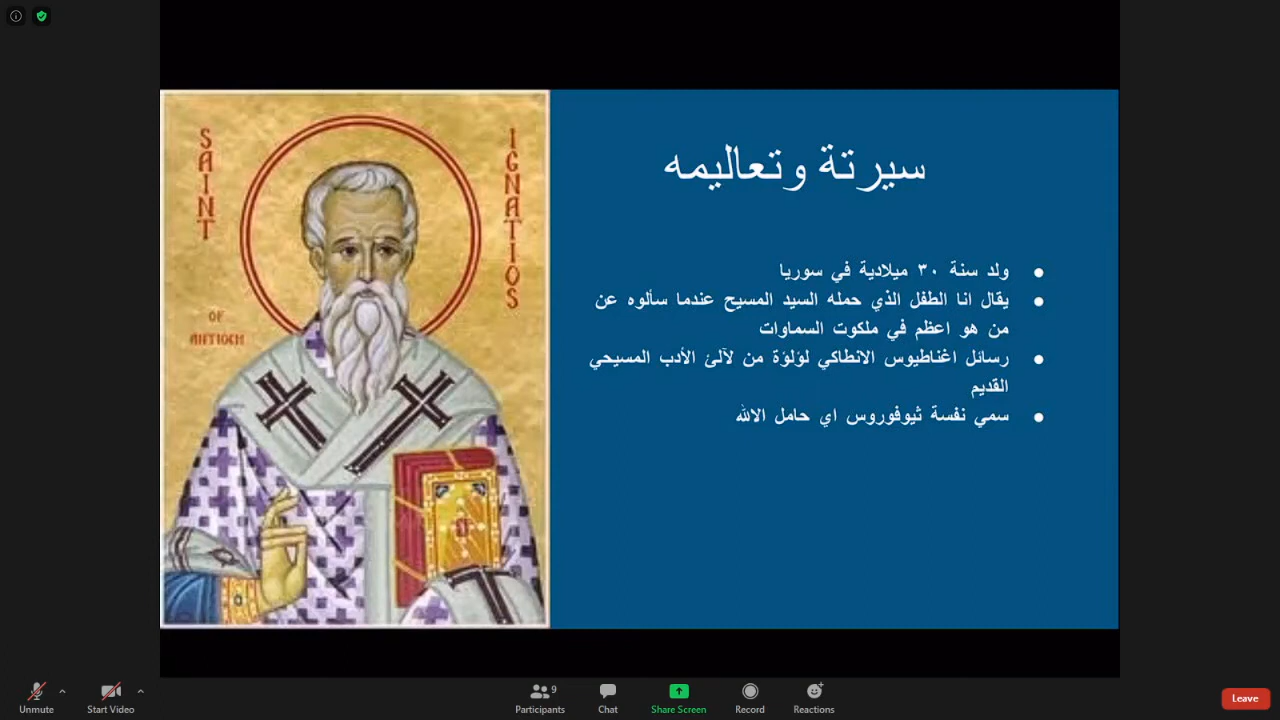 SAINT
IGNATIOS
OF
ANTIOCH
سيرتة وتعاليمه
● ولد سنة ٣٠ ميلادية في سوريا
● يقال انا الطفل الذي حمله السيد المسيح عندما سألوه عن
من هو اعظم في ملكوت السماوات
● رسائل اغناطيوس الانطاكي لؤلؤة من لآلئ الأدب المسيحي
القديم
● سمي نفسة ثيوفوروس اي حامل الالله
Unmute
Start Video
9
Participants
Chat
Share Screen
Record
Reactions
Leave